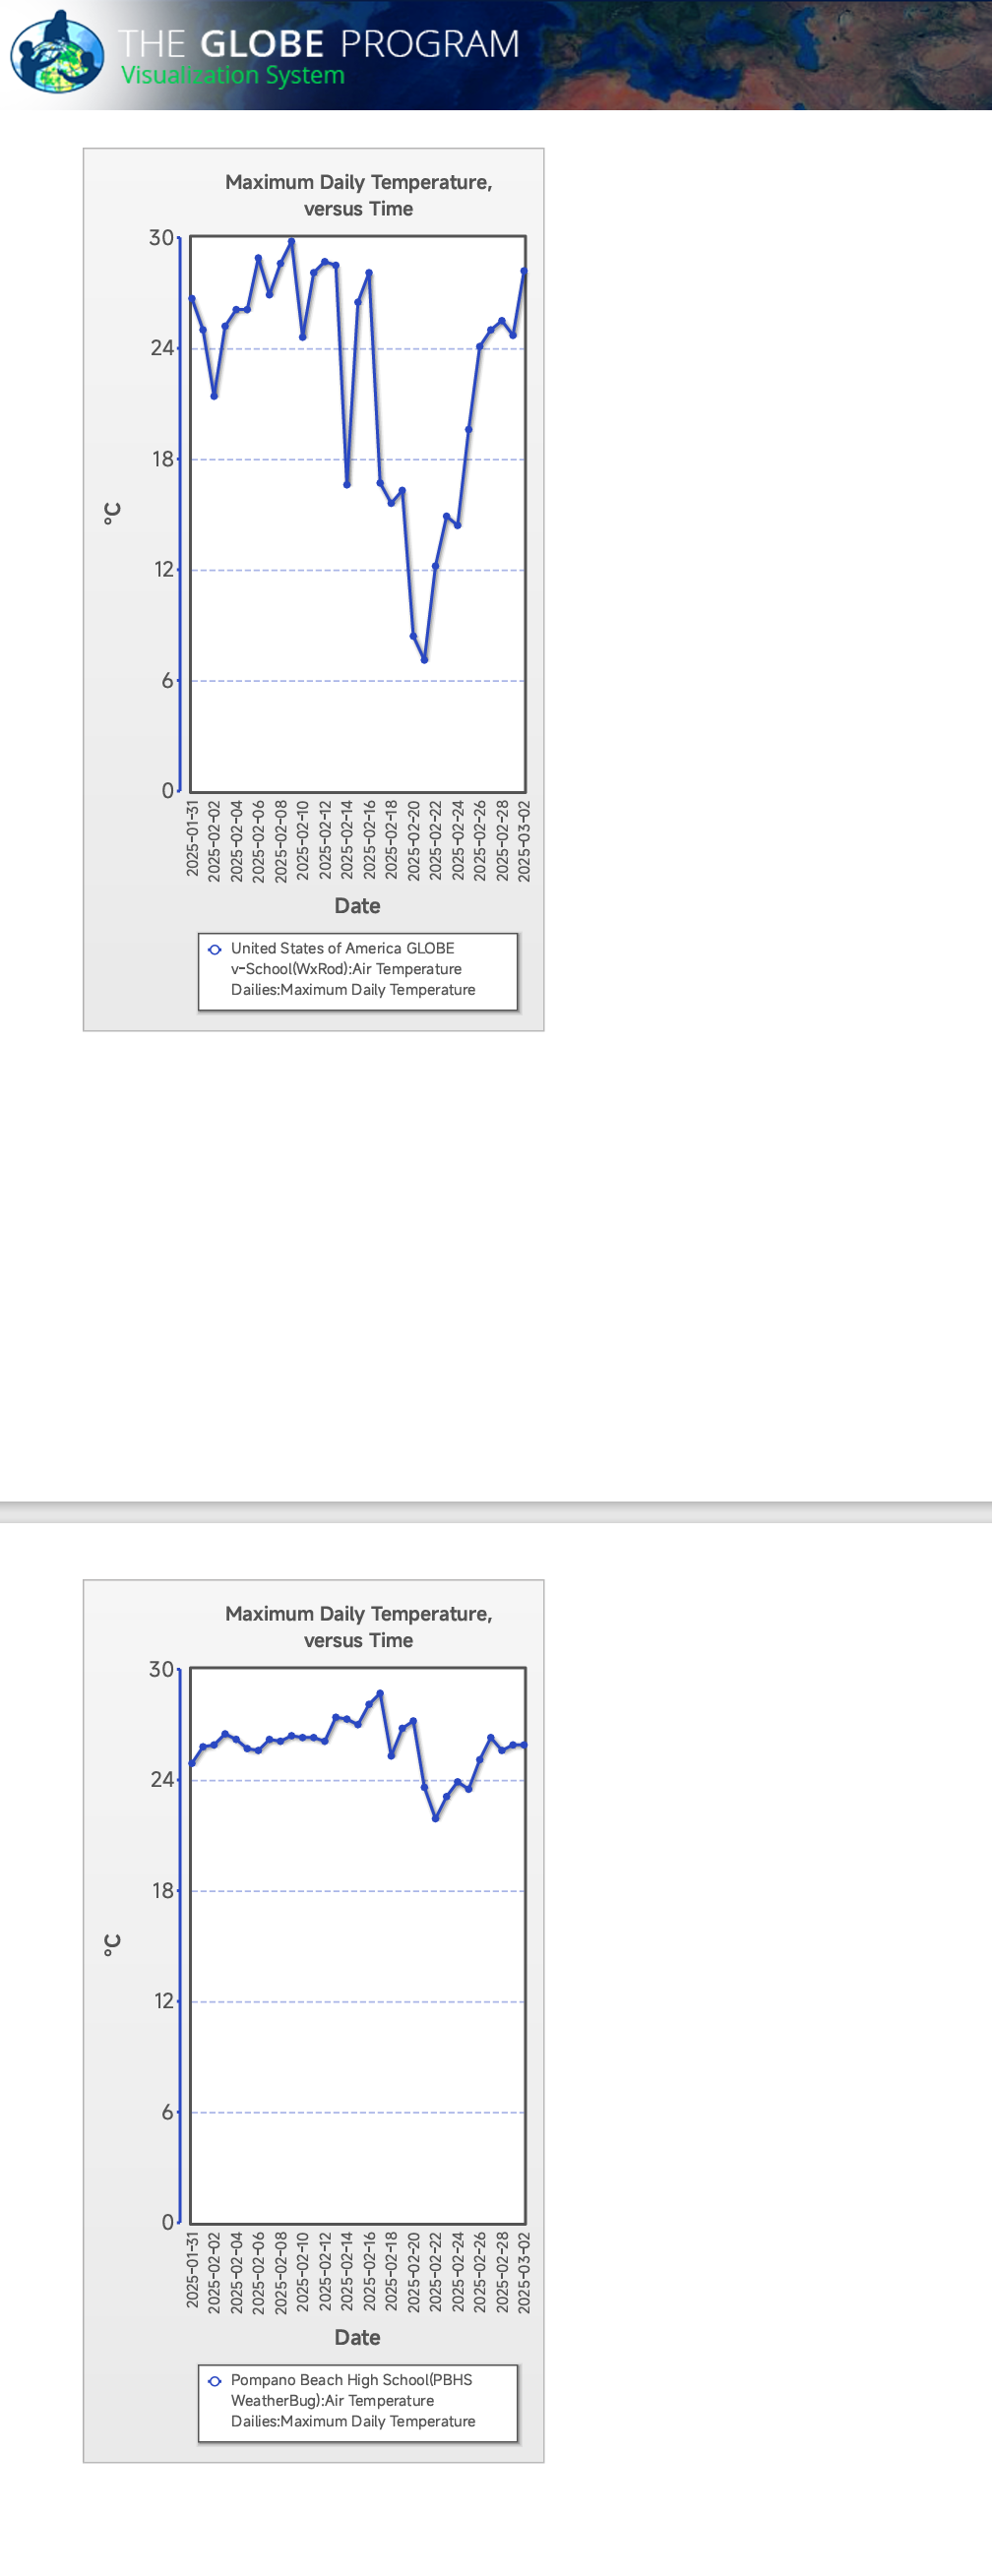 THE GLOBE PROGRAM
Visualization System
Maximum Daily Temperature,
versus Time
30
24
18
12
6
0
°C
2025-01-31
2025-02-02
2025-02-04
2025-02-06
2025-02-08
2025-02-10
2025-02-12
2025-02-14
2025-02-16
2025-02-18
2025-02-20
2025-02-22
2025-02-24
2025-02-26
2025-02-28
2025-03-02
Date
United States of America GLOBE
v-School(WxRod):Air Temperature
Dailies:Maximum Daily Temperature
Maximum Daily Temperature,
versus Time
30
24
18
12
6
0
°C
2025-01-31
2025-02-02
2025-02-04
2025-02-06
2025-02-08
2025-02-10
2025-02-12
2025-02-14
2025-02-16
2025-02-18
2025-02-20
2025-02-22
2025-02-24
2025-02-26
2025-02-28
2025-03-02
Date
Pompano Beach High School(PBHS
WeatherBug):Air Temperature
Dailies:Maximum Daily Temperature